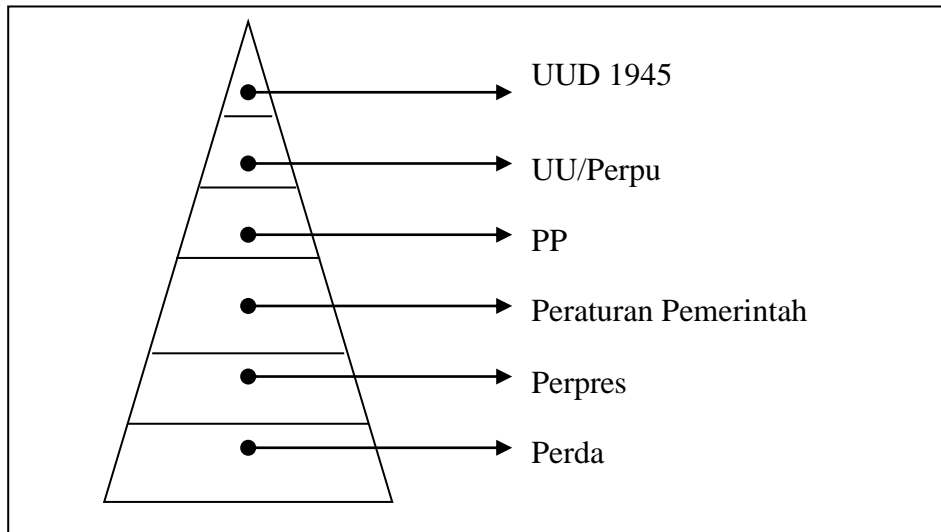 UUD 1945
UU/Perpu
PP
Peraturan Pemerintah
Perpres
Perda